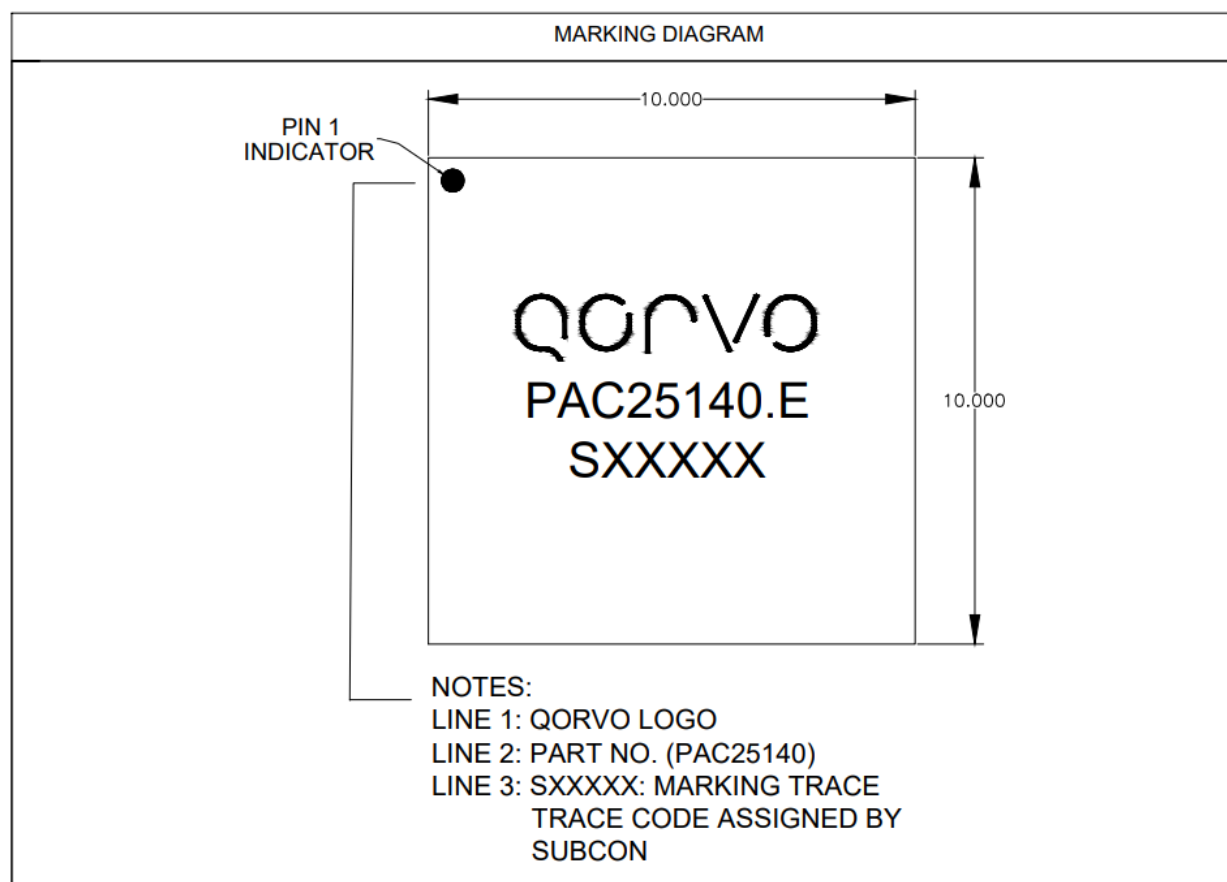 MARKING DIAGRAM
10.000
PIN 1
INDICATOR
QORVO
PAC25140.E
10.000
SXXXXX
NOTES:
LINE 1: QORVO LOGO
LINE 2: PART NO. (PAC25140)
LINE 3: SXXXXX: MARKING TRACE
TRACE CODE ASSIGNED BY
SUBCON